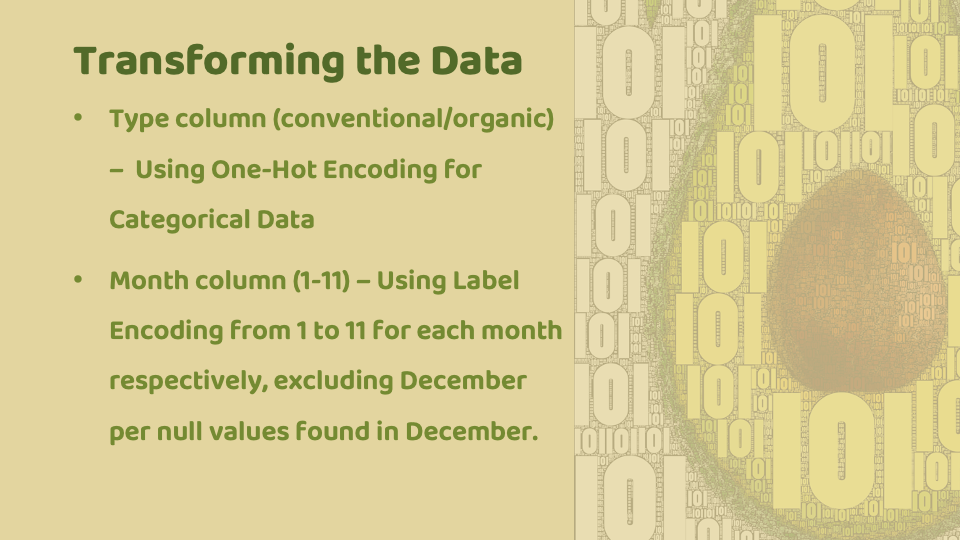 Transforming the Data
• Type column (conventional/organic)
– Using One-Hot Encoding for
Categorical Data
• Month column (1-11) – Using Label
Encoding from 1 to 11 for each month
respectively, excluding December
per null values found in December.